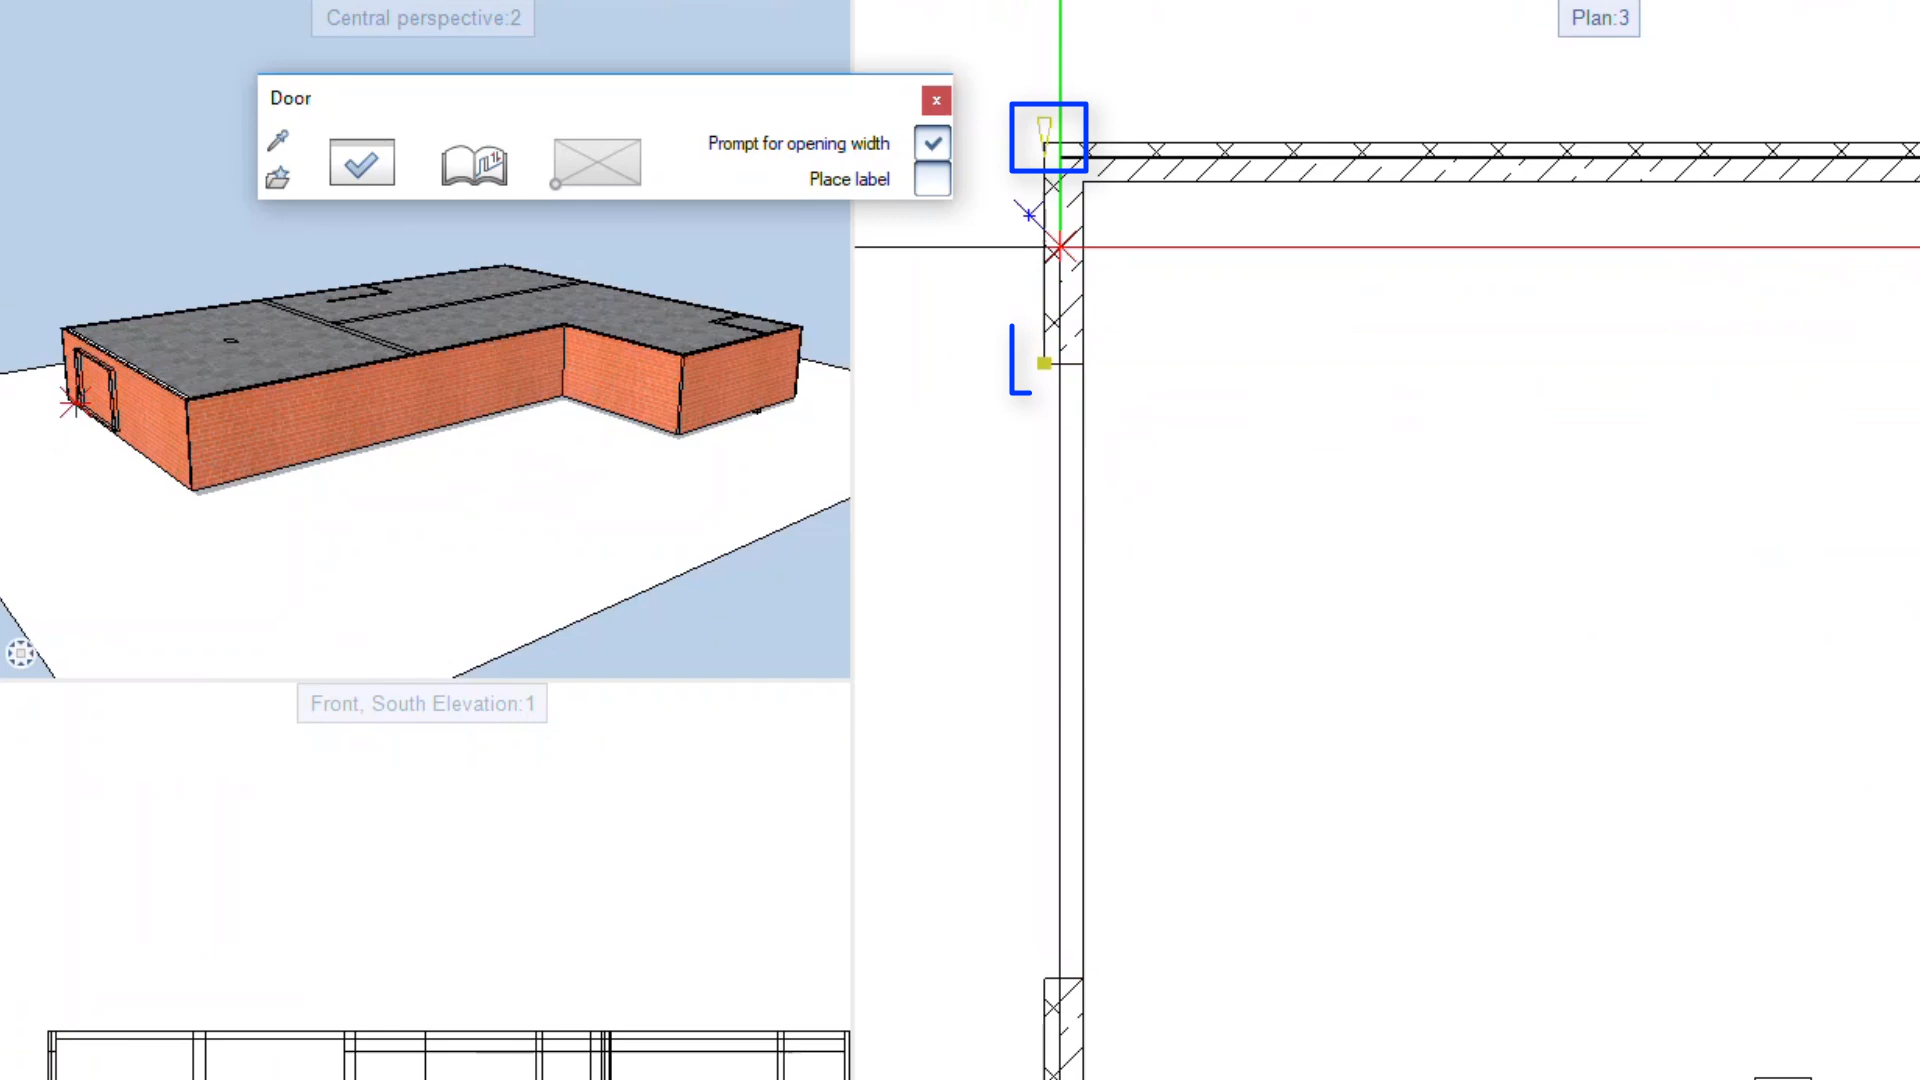 Central perspective:2
Plan:3
Door
x
Prompt for opening width
Place label
Front, South Elevation:1